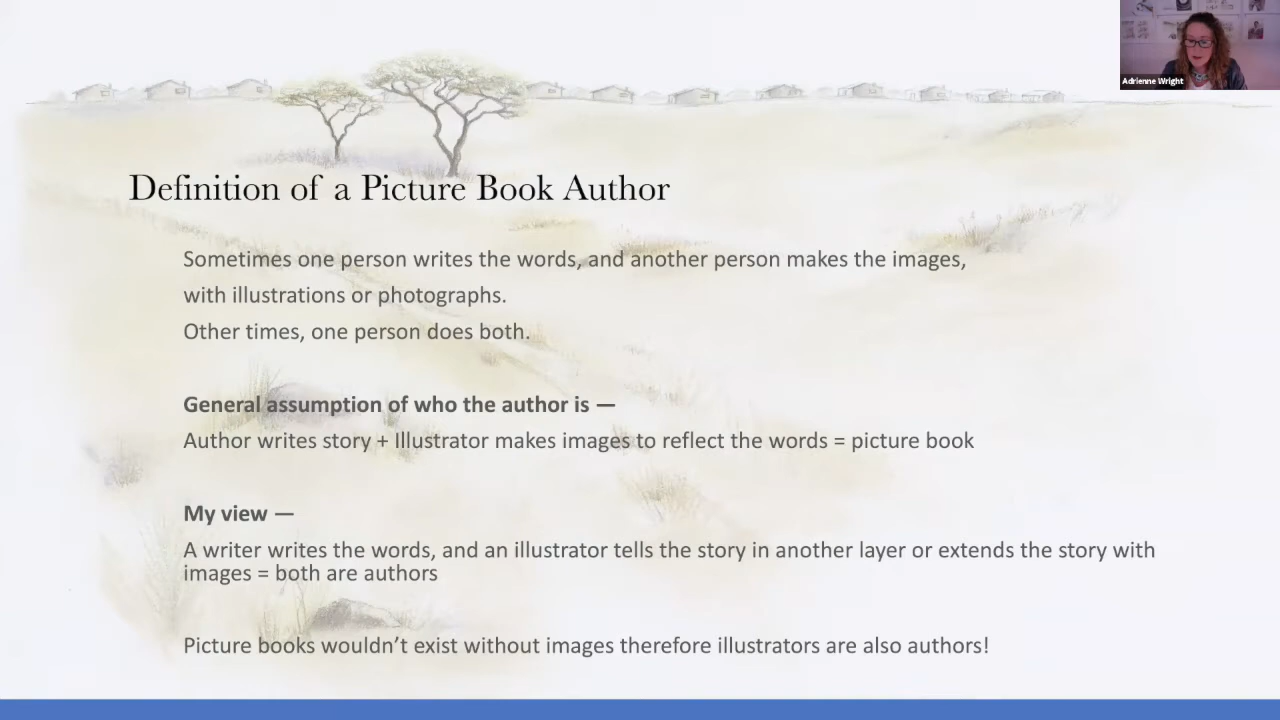 Adrienne Wright
Definition of a Picture Book Author
Sometimes one person writes the words, and another person makes the images,
with illustrations or photographs.
Other times, one person does both.
General assumption of who the author is —
Author writes story + Illustrator makes images to reflect the words = picture book
My view —
A writer writes the words, and an illustrator tells the story in another layer or extends the story with
images = both are authors
Picture books wouldn’t exist without images therefore illustrators are also authors!